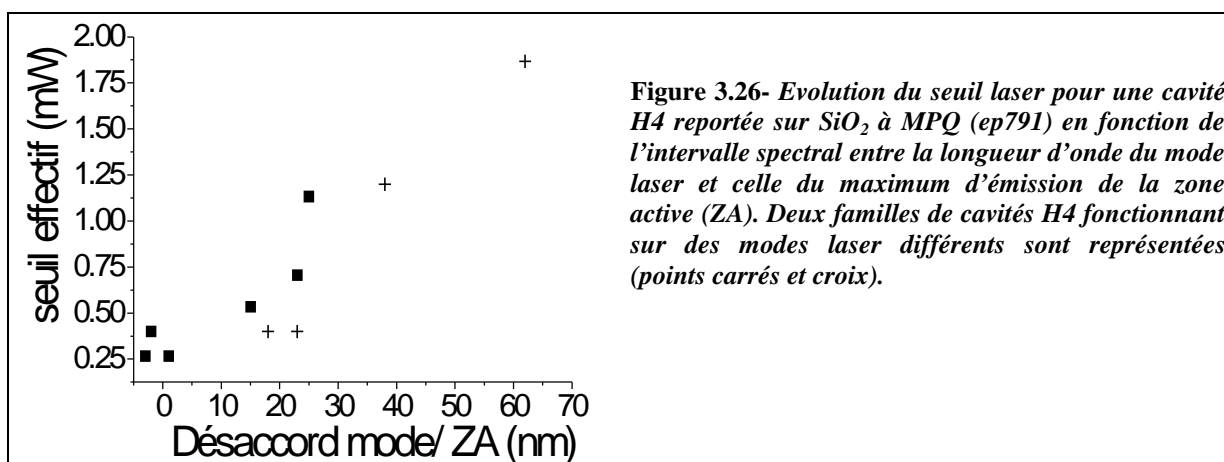 2.00
1.75
1.50
1.25
1.00
0.75
0.50
0.25
seuil effectif (mW)
0 10 20 30 40 50 60 70
Désaccord mode/ ZA (nm)
Figure 3.26- Evolution du seuil laser pour une cavité
H4 reportée sur SiO₂ à MPQ (ep791) en fonction de
l'intervalle spectral entre la longueur d'onde du mode
laser et celle du maximum d'émission de la zone
active (ZA). Deux familles de cavités H4 fonctionnant
sur des modes laser différents sont représentées
(points carrés et croix).